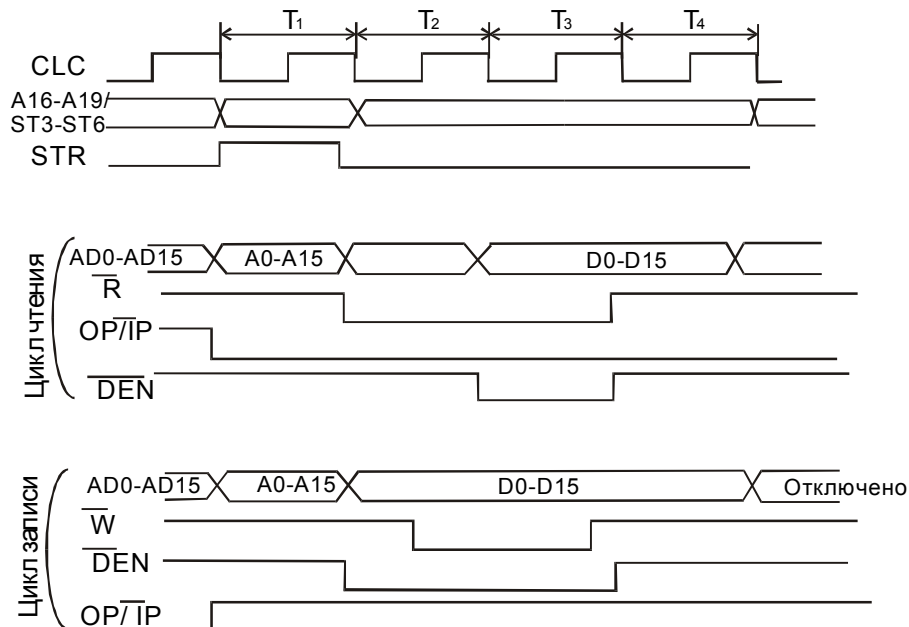 T1 T2 T3 T4
CLC
A16-A19/
ST3-ST6
STR
Цикл чтения
AD0-AD15 A0-A15 D0-D15
R
OP/IP
DEN
Цикл записи
AD0-AD15 A0-A15 D0-D15 Отключено
W
DEN
OP/ IP